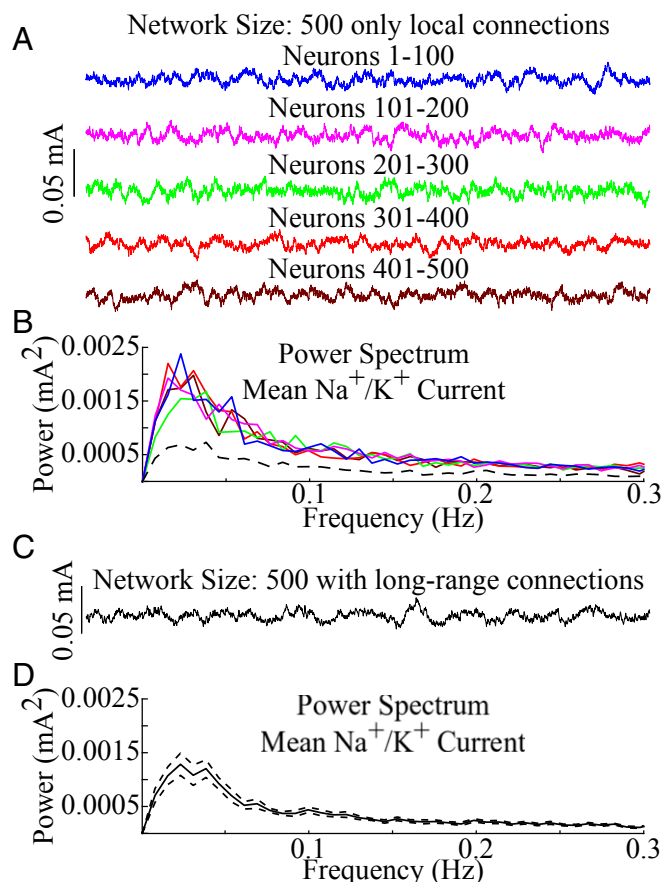 A
Network Size: 500 only local connections
Neurons 1-100
Neurons 101-200
Neurons 201-300
Neurons 301-400
Neurons 401-500
0.05 mA
B
Power Spectrum
Mean Na+/K+ Current
Power (mA2)
0.0025
0.0015
0.0005
0.1
0.2
0.3
Frequency (Hz)
C
Network Size: 500 with long-range connections
0.05 mA
D
Power Spectrum
Mean Na+/K+ Current
Power (mA2)
0.0025
0.0015
0.0005
0.1
0.2
0.3
Frequency (Hz)